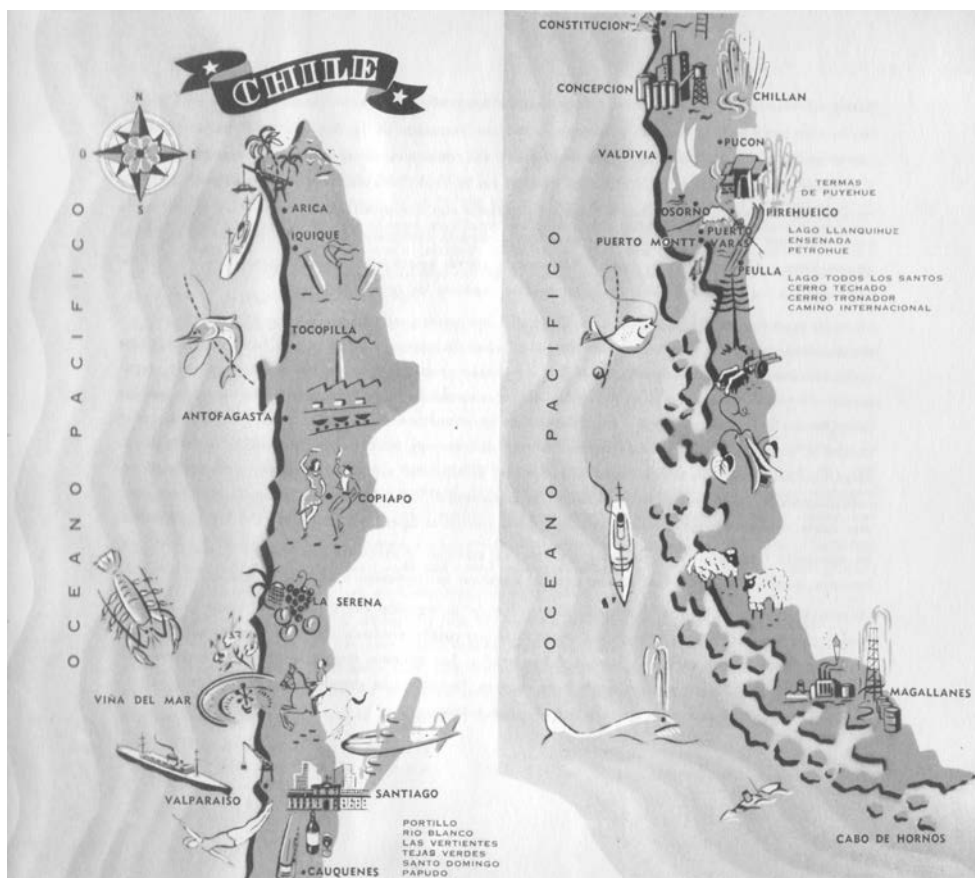 CHILE
N
O
E
S
OCEANO PACIFICO
ARICA
IQUIQUE
TOCOPILLA
ANTOFAGASTA
COPIAPO
LA SERENA
VIÑA DEL MAR
VALPARAISO
SANTIAGO
PORTILLO
RIO BLANCO
LAS VERTIENTES
TEJAS VERDES
SANTO DOMINGO
PAPUDO
CAUQUENES
CONSTITUCION
CONCEPCION
CHILLAN
PUCON
VALDIVIA
TERMAS
DE PUYEHUE
OSORNO
PIREHUEICO
PUERTO MONTT
PUERTO
VARAS
LAGO LLANQUIHUE
ENSENADA
PETROHUE
PEULLA
LAGO TODOS LOS SANTOS
CERRO TECHADO
CERRO TRONADOR
CAMINO INTERNACIONAL
OCEANO PACIFICO
MAGALLANES
CABO DE HORNOS